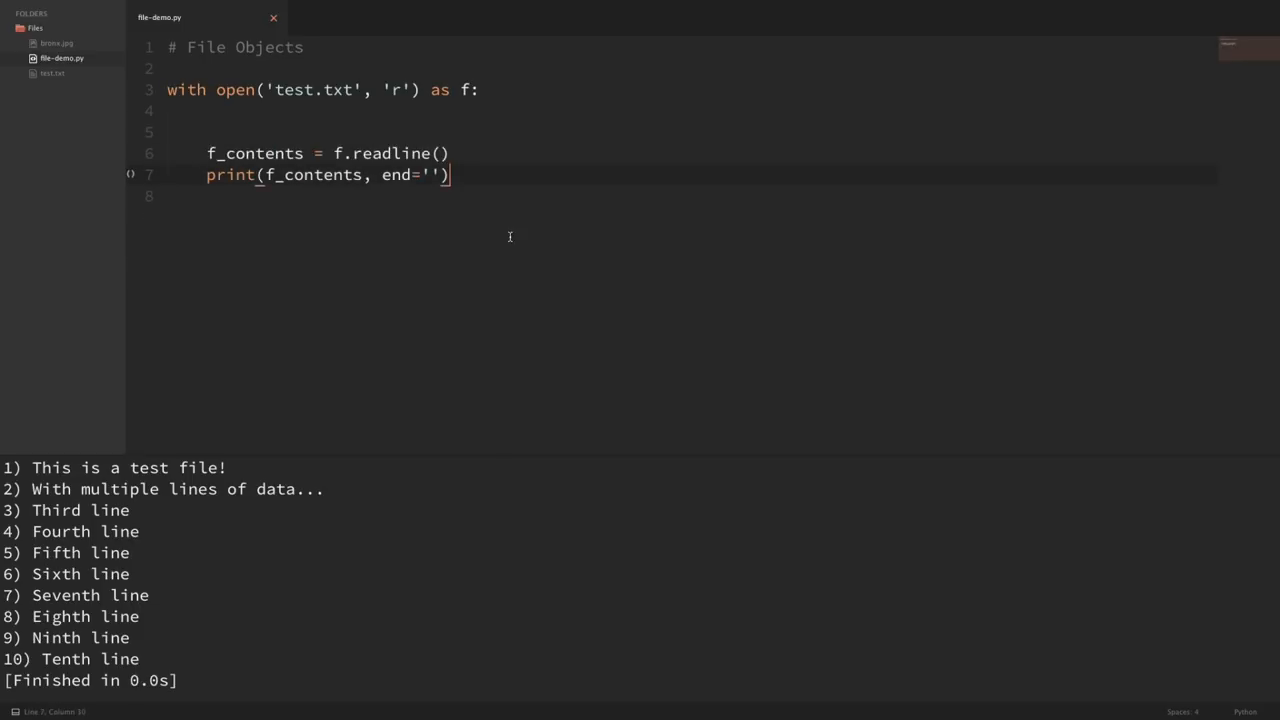 FOLDERS
Files
bronx.jpg
file-demo.py
test.txt
file-demo.py
1 # File Objects
2
3 with open('test.txt', 'r') as f:
4
5
6 f_contents = f.readline()
() 7 print(f_contents, end='')
8
1) This is a test file!
2) With multiple lines of data...
3) Third line
4) Fourth line
5) Fifth line
6) Sixth line
7) Seventh line
8) Eighth line
9) Ninth line
10) Tenth line
[Finished in 0.0s]
Line 7, Column 30
Spaces: 4
Python